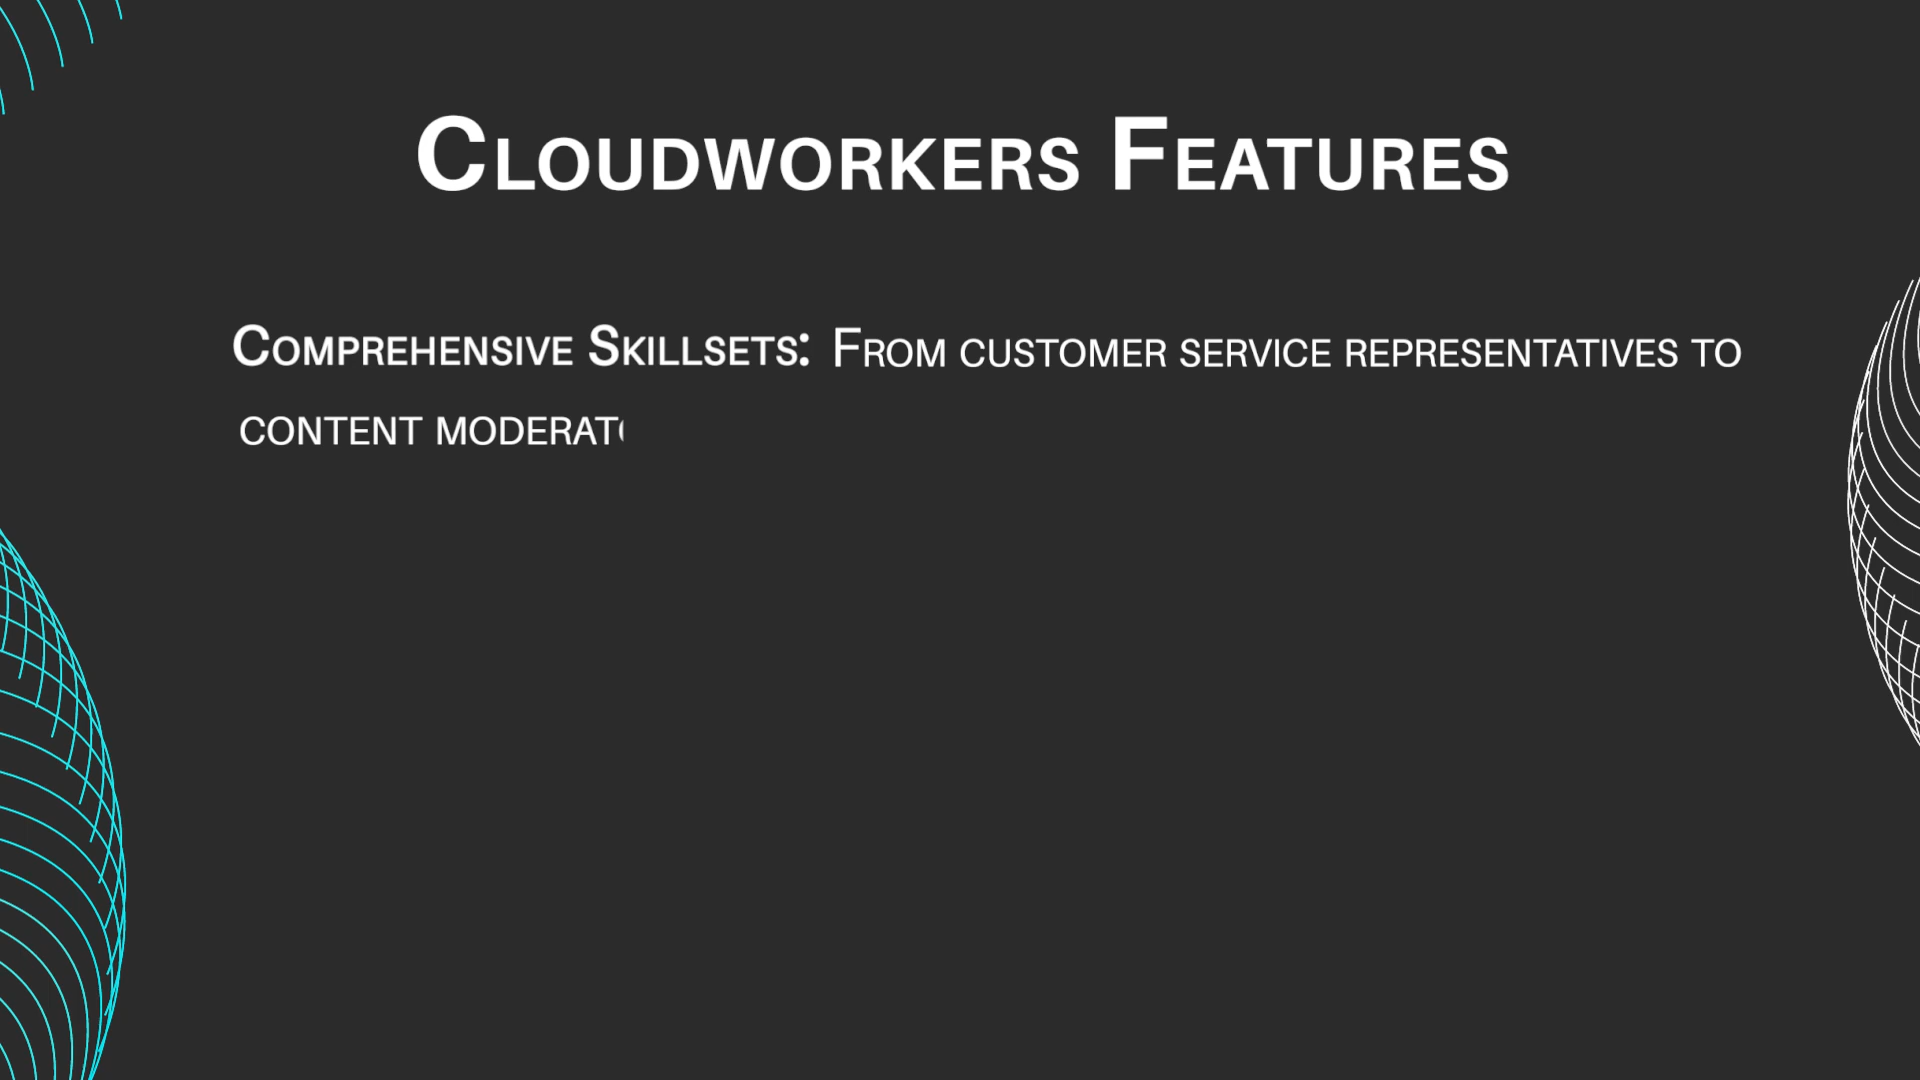 Cloudworkers Features
Comprehensive Skillsets: From customer service representatives to
content